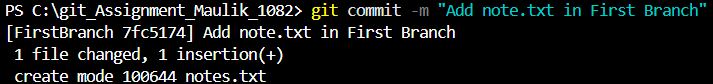 PS C:\git_Assignment_Maulik_1082> git commit -m "Add note.txt in First Branch"
[FirstBranch 7fc5174] Add note.txt in First Branch
 1 file changed, 1 insertion(+)
 create mode 100644 notes.txt